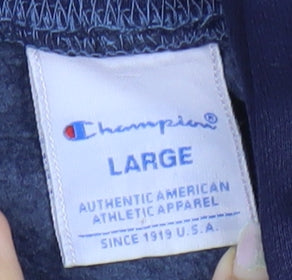 Champion
LARGE
AUTHENTIC AMERICAN
ATHLETIC APPAREL
SINCE 1919 U.S.A.